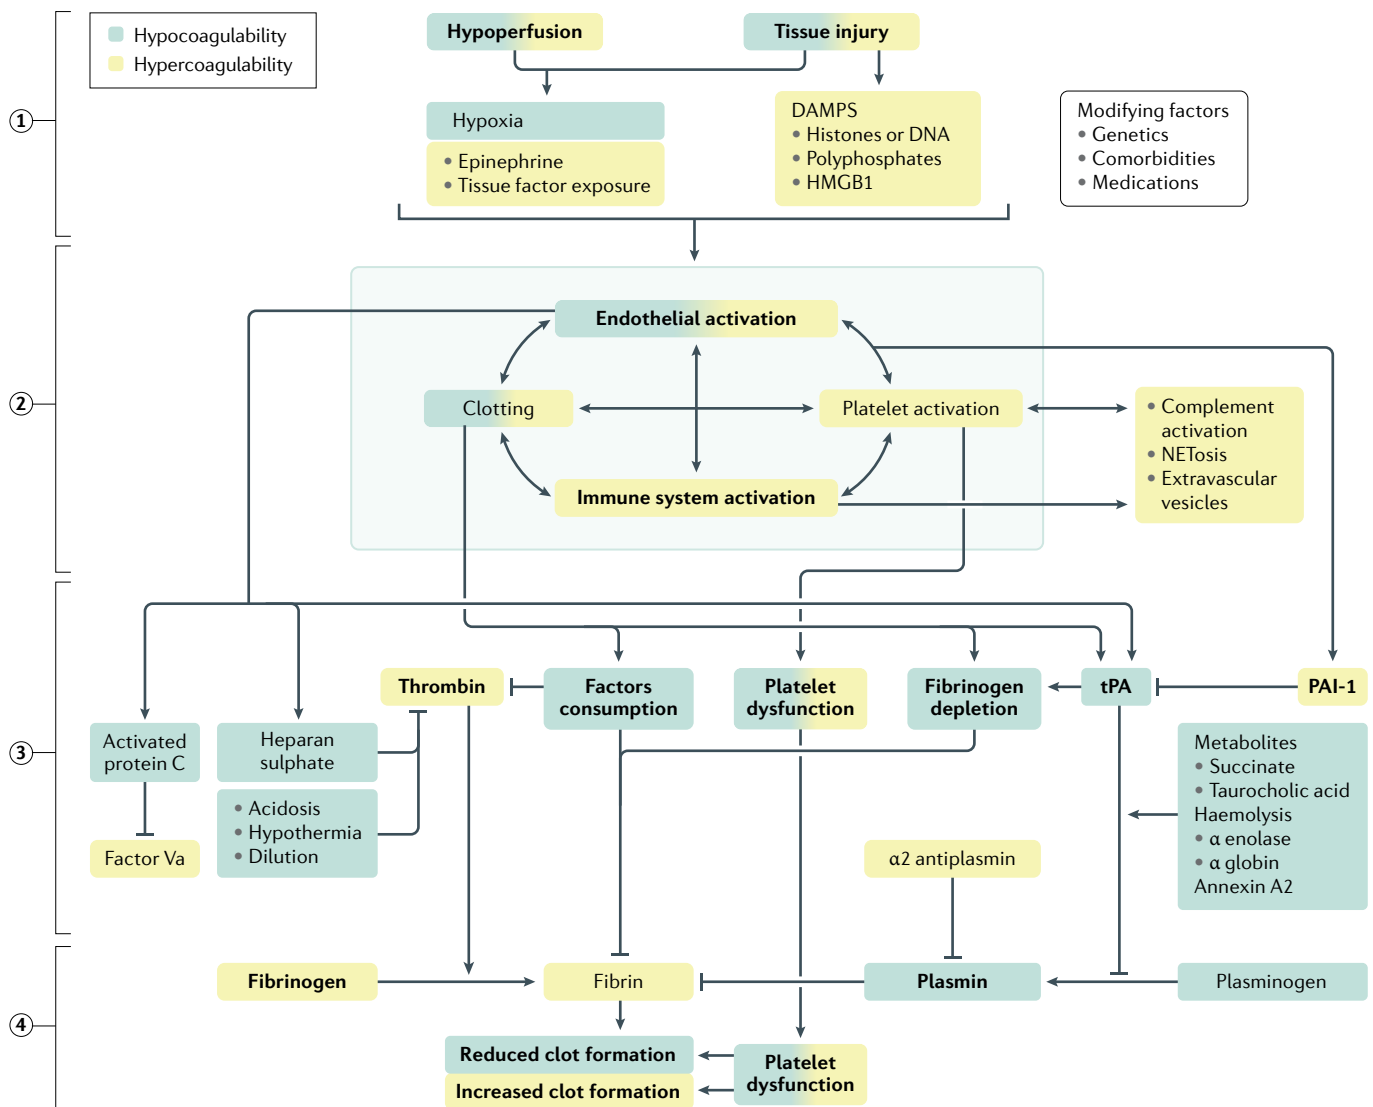 Hypocoagulability
Hypercoagulability
Hypoperfusion
Tissue injury
1
Hypoxia
• Epinephrine
• Tissue factor exposure
DAMPS
• Histones or DNA
• Polyphosphates
• HMGB1
Modifying factors
• Genetics
• Comorbidities
• Medications
2
Endothelial activation
Clotting
Platelet activation
Immune system activation
• Complement
activation
• NETosis
• Extravascular
vesicles
3
Thrombin
Factors
consumption
Platelet
dysfunction
Fibrinogen
depletion
tPA
PAI-1
Activated
protein C
Heparan
sulphate
• Acidosis
• Hypothermia
• Dilution
Factor Va
α2 antiplasmin
Metabolites
• Succinate
• Taurocholic acid
Haemolysis
• α enolase
• α globin
Annexin A2
4
Fibrinogen
Fibrin
Plasmin
Plasminogen
Reduced clot formation
Increased clot formation
Platelet
dysfunction